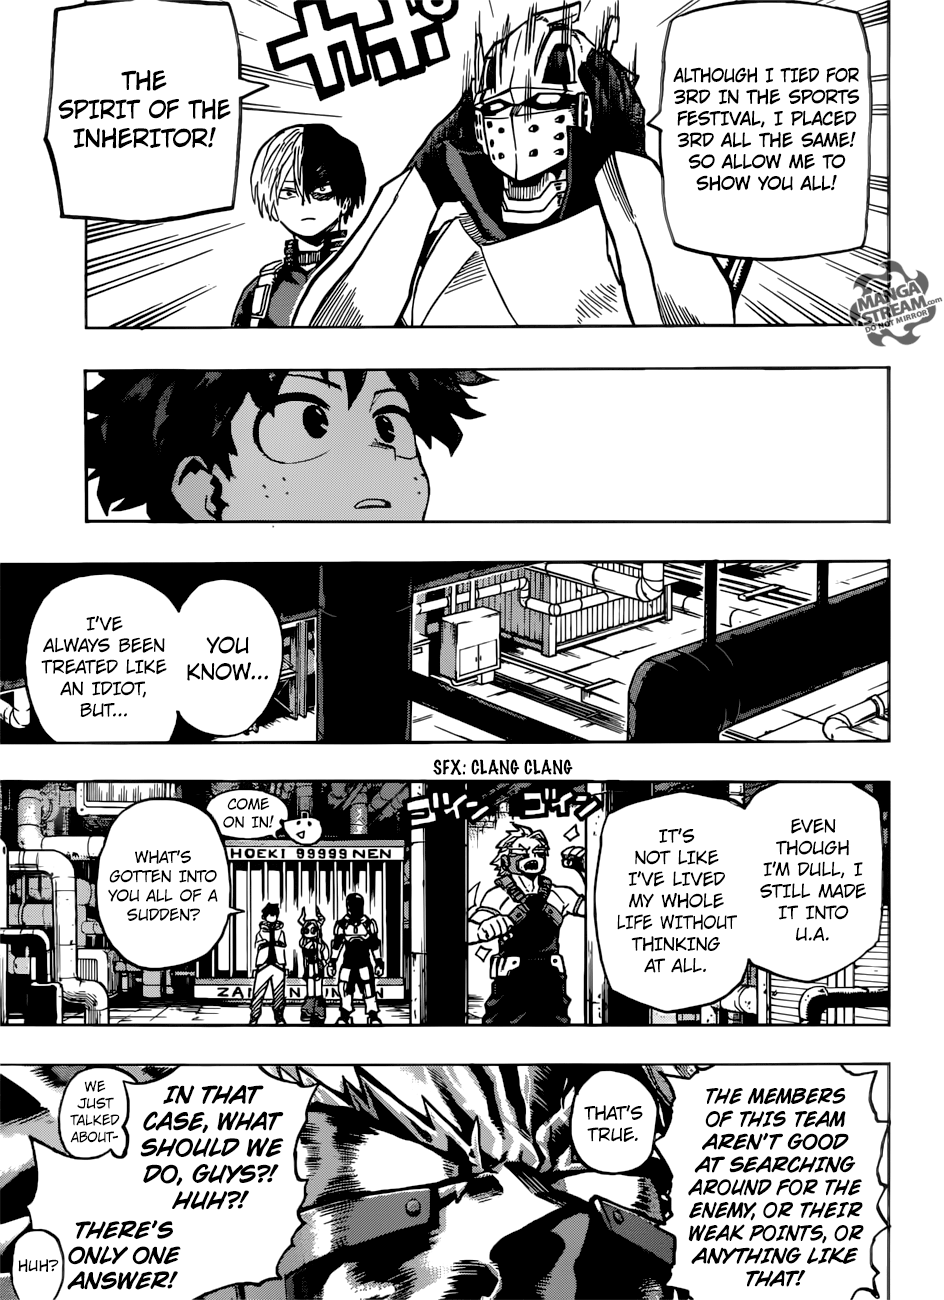 ALTHOUGH I TIED FOR
3RD IN THE SPORTS
FESTIVAL, I PLACED
3RD ALL THE SAME!
SO ALLOW ME TO
SHOW YOU ALL!
THE
SPIRIT OF THE
INHERITOR!
MANGA
STREAM.com
DO NOT MIRROR
YOU
KNOW...
I'VE
ALWAYS BEEN
TREATED LIKE
AN IDIOT,
BUT...
SFX: CLANG CLANG
ゴイン ゴイン
EVEN
THOUGH
I'M DULL, I
STILL MADE
IT INTO
U.A.
IT'S
NOT LIKE
I'VE LIVED
MY WHOLE
LIFE WITHOUT
THINKING
AT ALL.
COME
ON IN!
WHAT'S
GOTTEN INTO
YOU ALL OF A
SUDDEN?
HOEKI 99999 NEN
THE MEMBERS
OF THIS TEAM
AREN'T GOOD
AT SEARCHING
AROUND FOR THE
ENEMY, OR THEIR
WEAK POINTS, OR
ANYTHING LIKE
THAT!
THAT'S
TRUE.
IN THAT
CASE, WHAT
SHOULD WE
DO, GUYS?!
HUH?!
WE
JUST
TALKED
ABOUT-
THERE'S
ONLY ONE
ANSWER!
HUH?